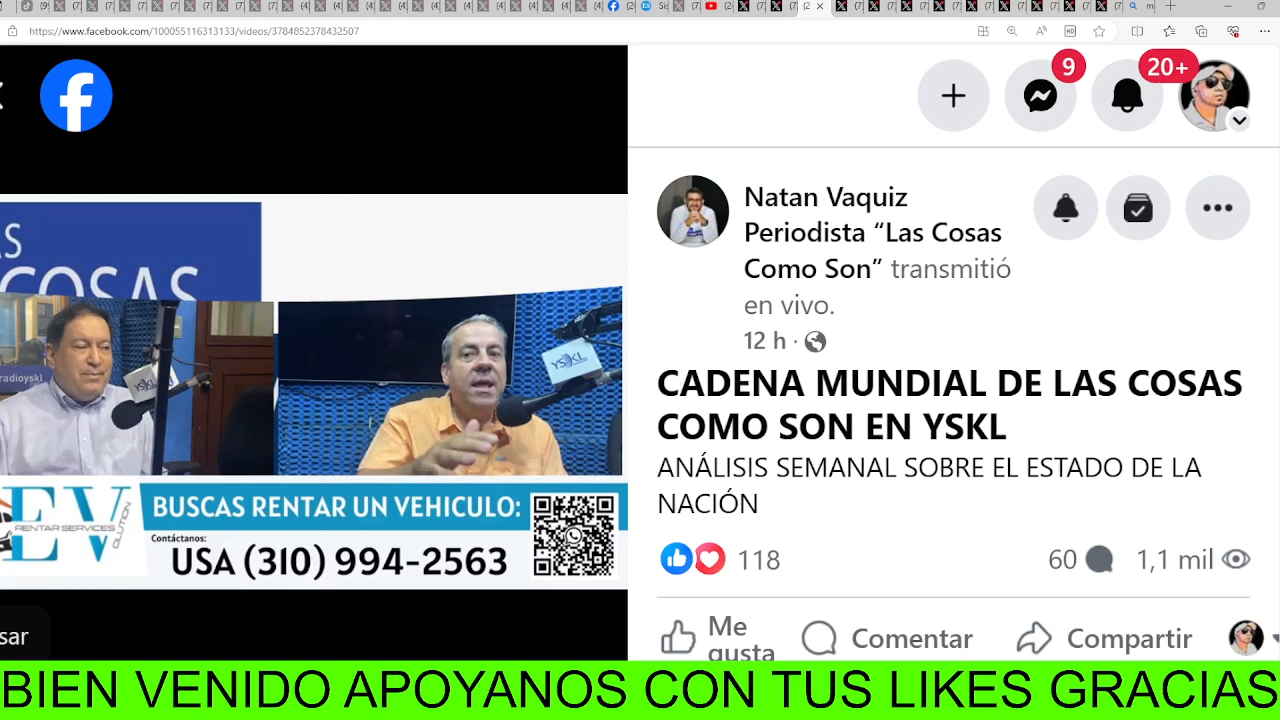 https://www.facebook.com/100055116313133/videos/3784852378432507
9
20+
Natan Vaquiz
Periodista “Las Cosas
Como Son” transmitió
en vivo.
12 h ·
CADENA MUNDIAL DE LAS COSAS
COMO SON EN YSKL
ANÁLISIS SEMANAL SOBRE EL ESTADO DE LA
NACIÓN
118
60
1,1 mil
Me
gusta
Comentar
Compartir
AS
COSAS
radioyskl
YSKL
YSKL
EV
RENTAR SERVICES
OLUTION
BUSCAS RENTAR UN VEHICULO:
Contáctanos:
USA (310) 994-2563
sar
BIEN VENIDO APOYANOS CON TUS LIKES GRACIAS